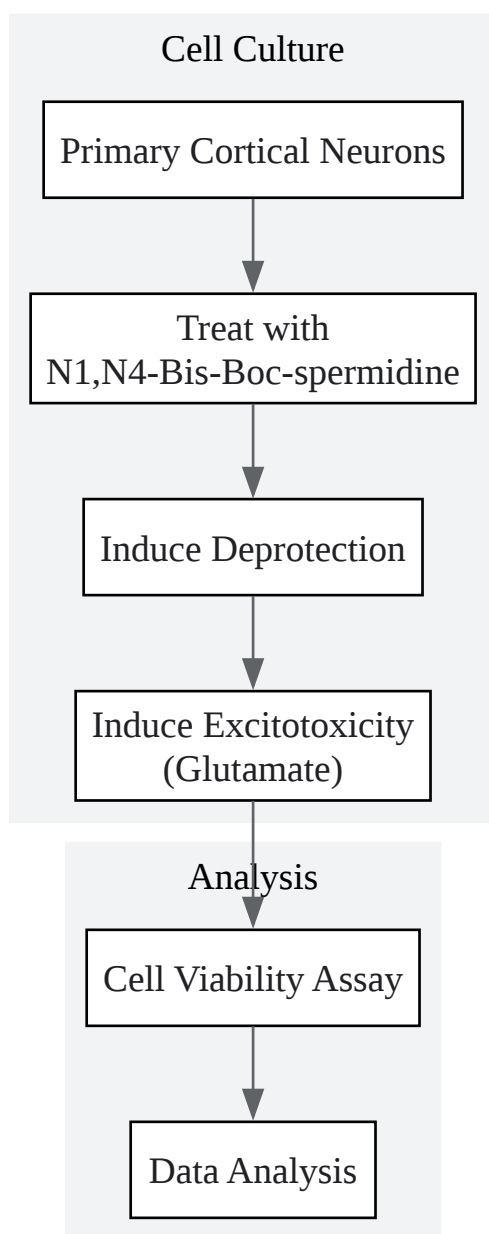 Cell Culture
Primary Cortical Neurons
Treat with
N1,N4-Bis-Boc-spermidine
Induce Deprotection
Induce Excitotoxicity
(Glutamate)
Analysis
Cell Viability Assay
Data Analysis